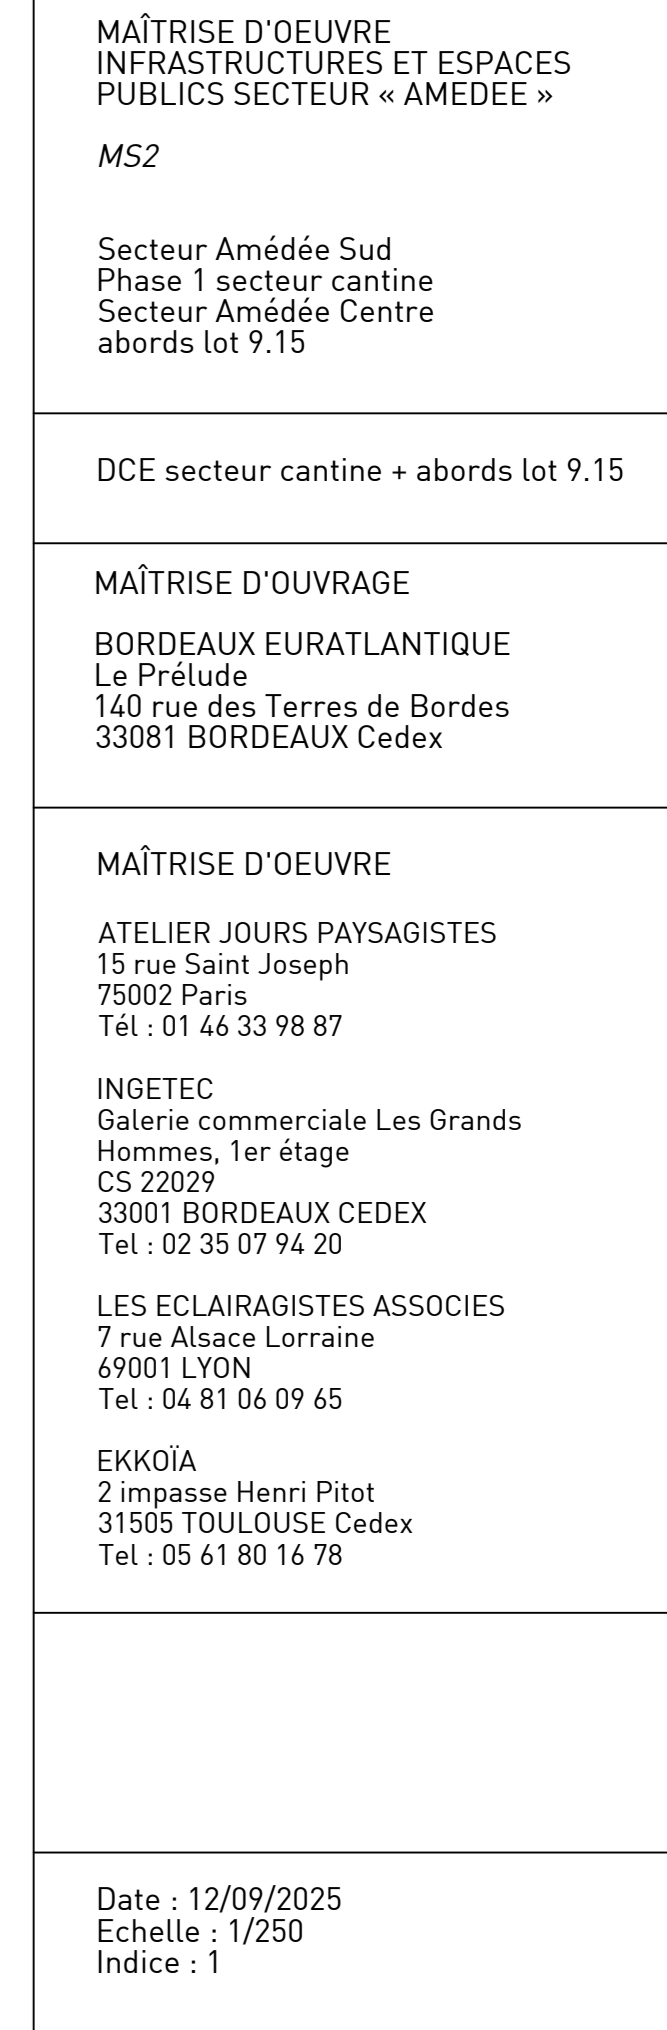 MAÎTRISE D'OEUVRE
INFRASTRUCTURES ET ESPACES
PUBLICS SECTEUR « AMEDEE »
MS2
Secteur Amédée Sud
Phase 1 secteur cantine
Secteur Amédée Centre
abords lot 9.15
DCE secteur cantine + abords lot 9.15
MAÎTRISE D'OUVRAGE
BORDEAUX EURATLANTIQUE
Le Prélude
140 rue des Terres de Bordes
33081 BORDEAUX Cedex
MAÎTRISE D'OEUVRE
ATELIER JOURS PAYSAGISTES
15 rue Saint Joseph
75002 Paris
Tél : 01 46 33 98 87
INGETEC
Galerie commerciale Les Grands
Hommes, 1er étage
CS 22029
33001 BORDEAUX CEDEX
Tel : 02 35 07 94 20
LES ECLAIRAGISTES ASSOCIES
7 rue Alsace Lorraine
69001 LYON
Tel : 04 81 06 09 65
EKKOÏA
2 impasse Henri Pitot
31505 TOULOUSE Cedex
Tel : 05 61 80 16 78
Date : 12/09/2025
Echelle : 1/250
Indice : 1